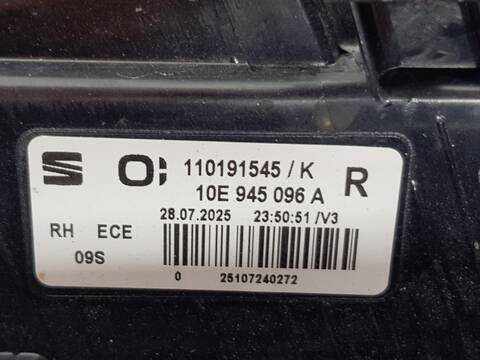 110191545 / K
10E 945 096 A
R
28.07.2025 23:50:51 /V3
RH ECE
09S
0 25107240272